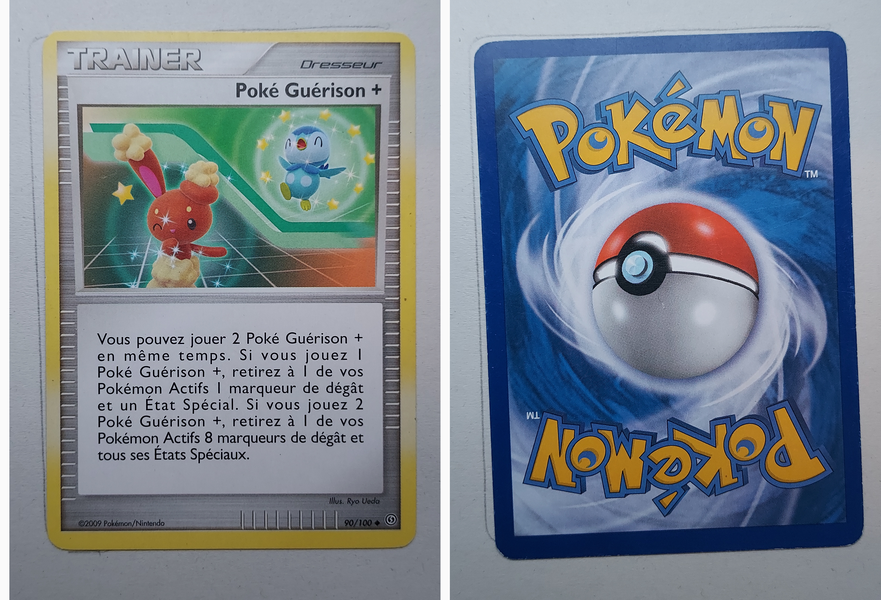 TRAINER
Dresseur
Poké Guérison +
Vous pouvez jouer 2 Poké Guérison +
en même temps. Si vous jouez 1
Poké Guérison +, retirez à 1 de vos
Pokémon Actifs 1 marqueur de dégât
et un État Spécial. Si vous jouez 2
Poké Guérison +, retirez à 1 de vos
Pokémon Actifs 8 marqueurs de dégât et
tous ses États Spéciaux.
Illus. Ryo Ueda
©2009 Pokémon/Nintendo
90/100
POKéMON
TM
TM
POKéMON